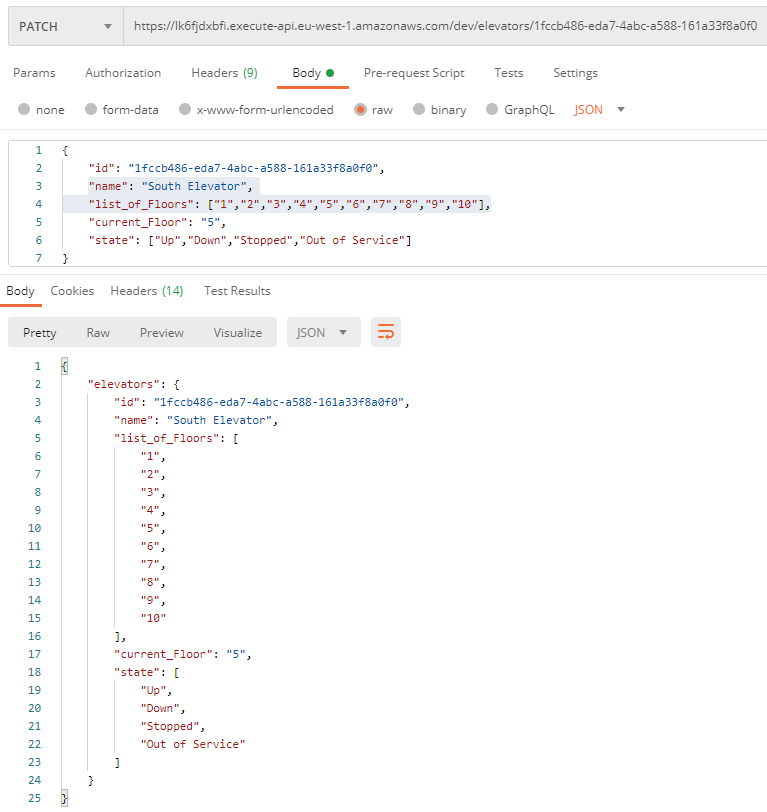 PATCH https://lk6fjdxbfi.execute-api.eu-west-1.amazonaws.com/dev/elevators/1fccb486-eda7-4abc-a588-161a33f8a0f0
Params Authorization Headers (9) Body Pre-request Script Tests Settings
none form-data x-www-form-urlencoded raw binary GraphQL JSON
1 {
2 "id": "1fccb486-eda7-4abc-a588-161a33f8a0f0",
3 "name": "South Elevator",
4 "list_of_Floors": ["1","2","3","4","5","6","7","8","9","10"],
5 "current_Floor": "5",
6 "state": ["Up","Down","Stopped","Out of Service"]
7 }
Body Cookies Headers (14) Test Results
Pretty Raw Preview Visualize JSON
1 {
2 "elevators": {
3 "id": "1fccb486-eda7-4abc-a588-161a33f8a0f0",
4 "name": "South Elevator",
5 "list_of_Floors": [
6 "1",
7 "2",
8 "3",
9 "4",
10 "5",
11 "6",
12 "7",
13 "8",
14 "9",
15 "10"
16 ],
17 "current_Floor": "5",
18 "state": [
19 "Up",
20 "Down",
21 "Stopped",
22 "Out of Service"
23 ]
24 }
25 }